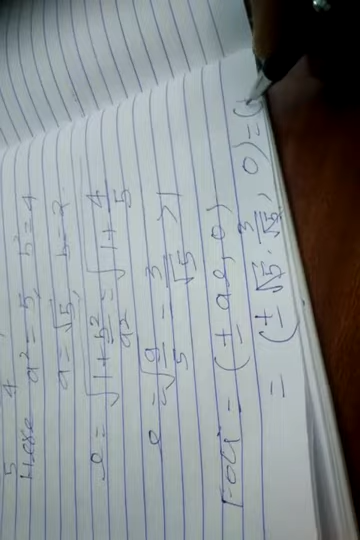 5 4
Here a² = 5, b² = 4
a = √5, b = 2.
e = √(1 + b²/a²) = √(1 + 4/5)
e = √(9/5) = 3/√5 > 1
Foci = (± ae, 0)
= (± √5 · 3/√5, 0) = (